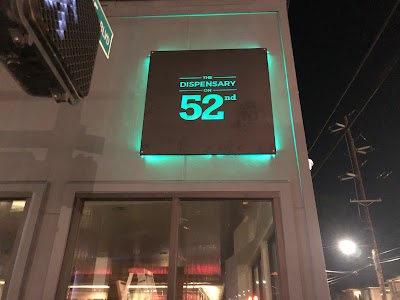 THE
DISPENSARY
ON
52nd